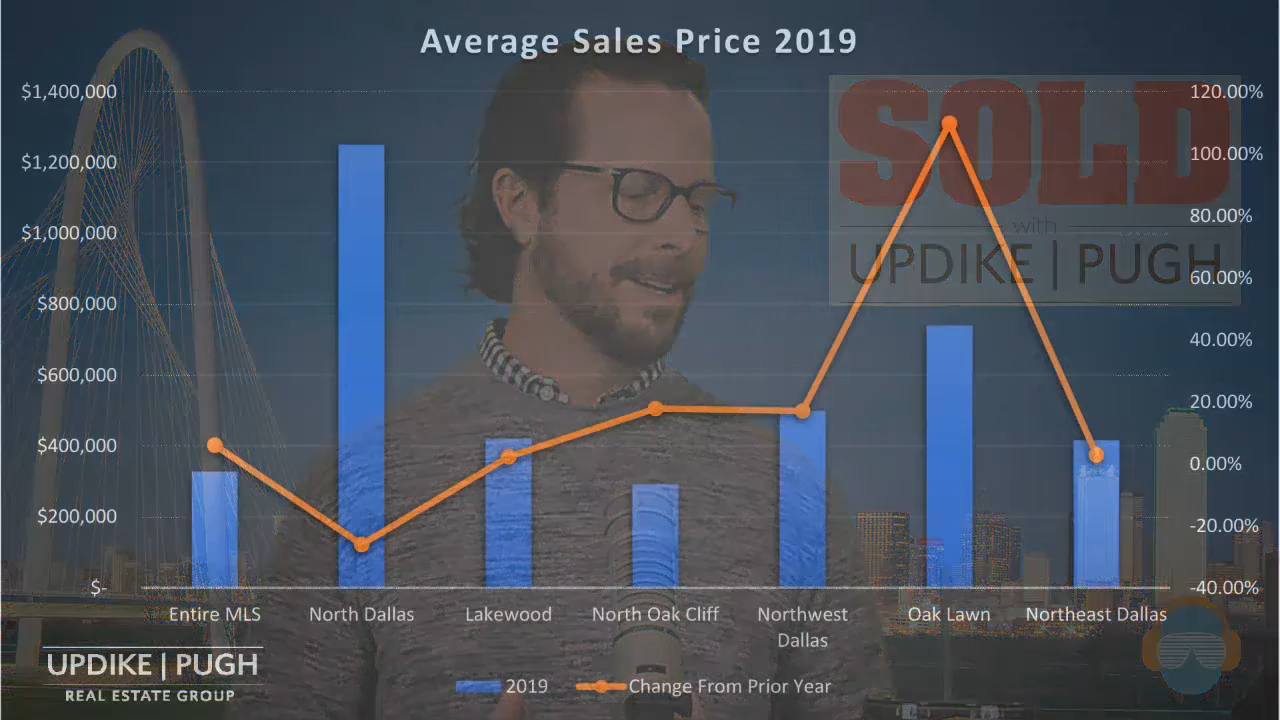 Average Sales Price 2019
$1,400,000
$1,200,000
$1,000,000
$800,000
$600,000
$400,000
$200,000
$-
120.00%
100.00%
80.00%
60.00%
40.00%
20.00%
0.00%
-20.00%
-40.00%
SOLD
with
UPDIKE | PUGH
Entire MLS
North Dallas
Lakewood
North Oak Cliff
Northwest
Dallas
Oak Lawn
Northeast Dallas
2019
Change From Prior Year
UPDIKE | PUGH
REAL ESTATE GROUP